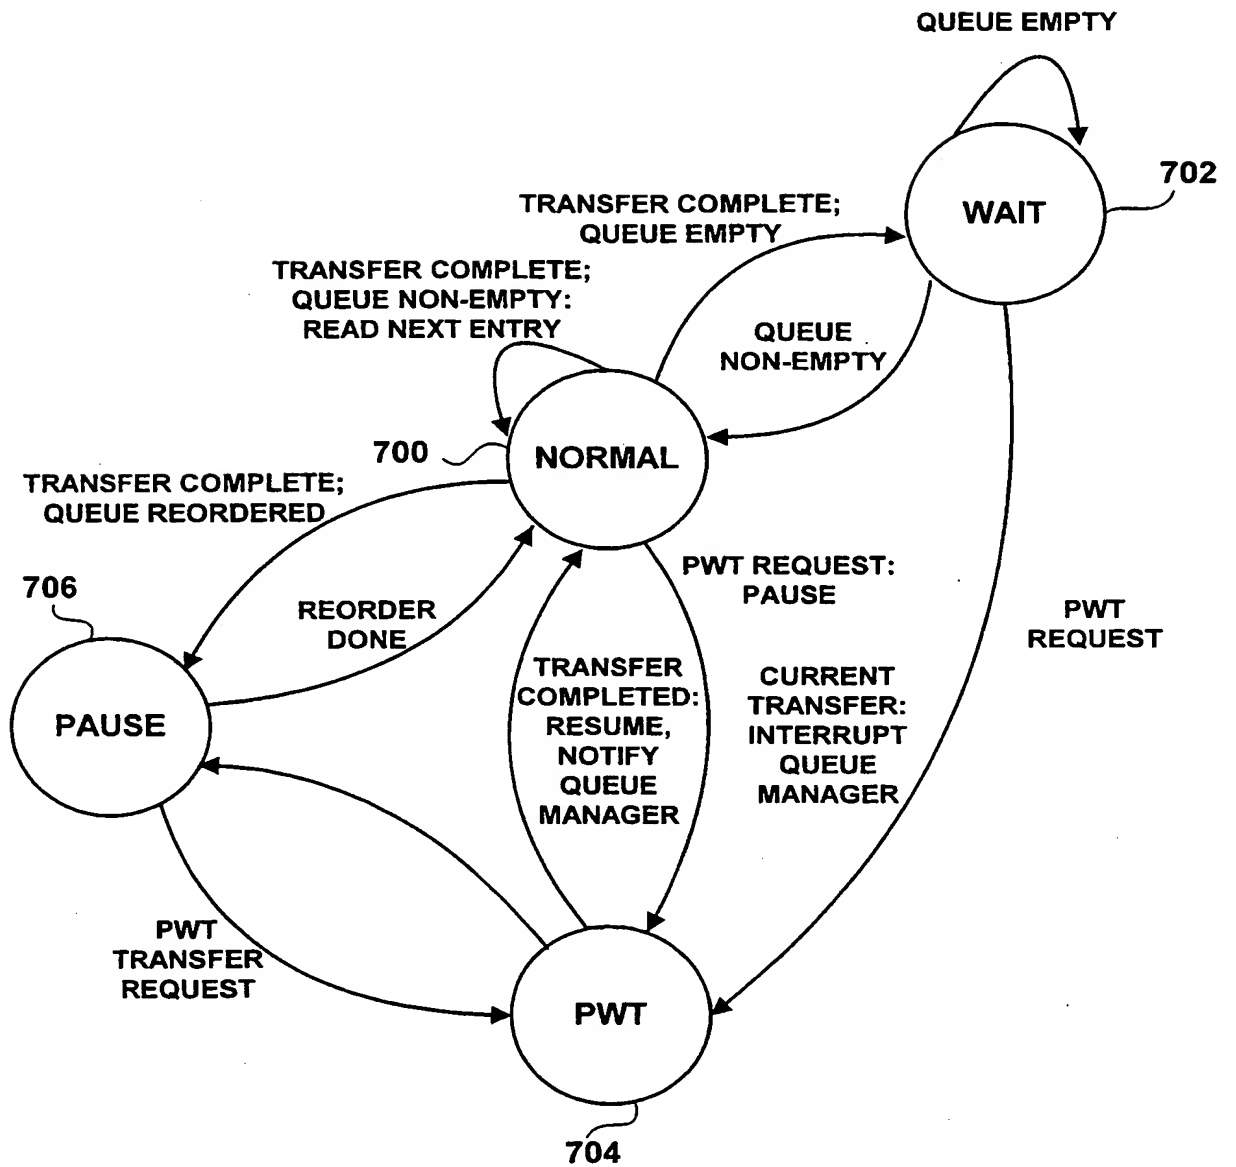 QUEUE EMPTY
702
WAIT
TRANSFER COMPLETE;
QUEUE EMPTY
TRANSFER COMPLETE;
QUEUE NON-EMPTY:
READ NEXT ENTRY
QUEUE
NON-EMPTY
700
NORMAL
TRANSFER COMPLETE;
QUEUE REORDERED
PWT REQUEST:
PAUSE
706
REORDER
DONE
PWT
REQUEST
TRANSFER
COMPLETED:
RESUME,
NOTIFY
QUEUE
MANAGER
CURRENT
TRANSFER:
INTERRUPT
QUEUE
MANAGER
PAUSE
PWT
TRANSFER
REQUEST
PWT
704